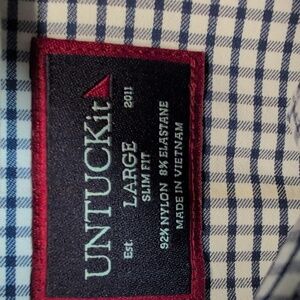 UNTUCKit
Est. 2011
LARGE
SLIM FIT
92% NYLON 8% ELASTANE
MADE IN VIETNAM